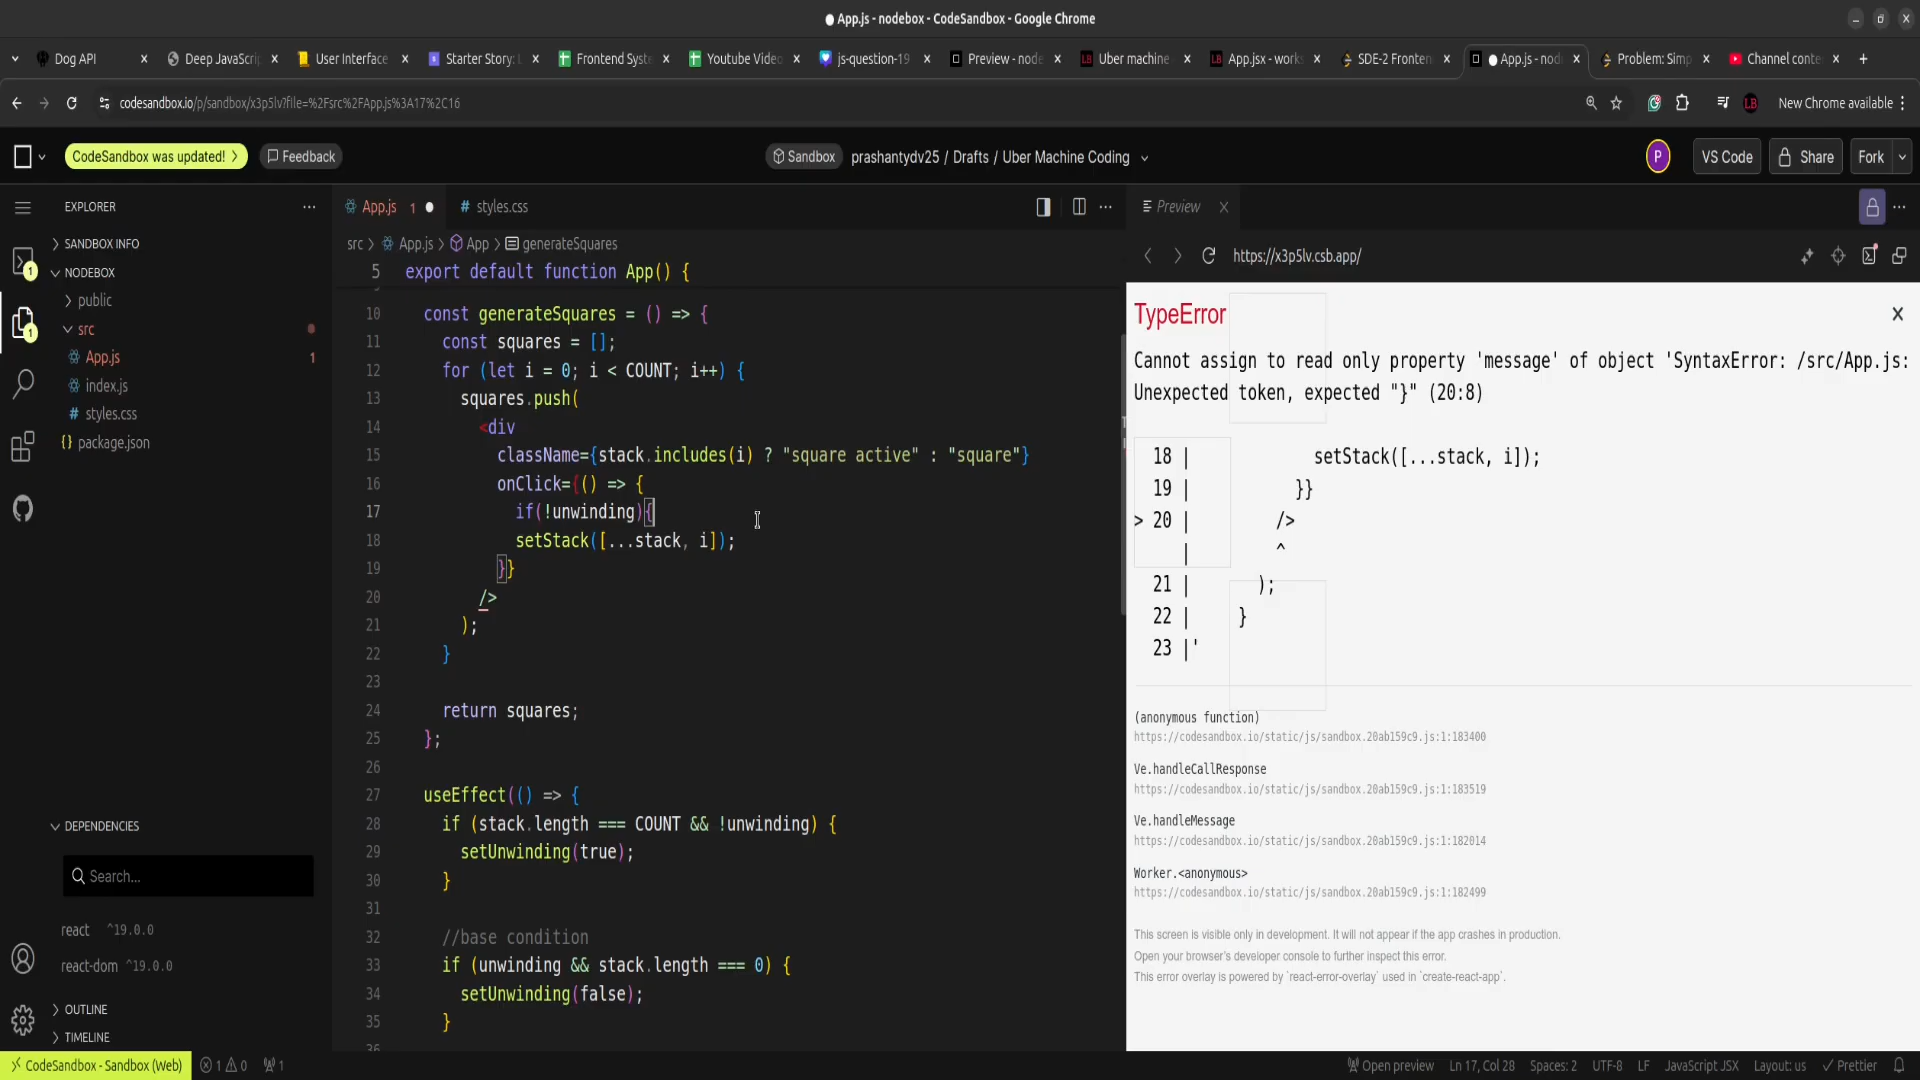 App.js - nodebox - CodeSandbox - Google Chrome
Dog API
Deep JavaScri
User Interface
Starter Story: L
Frontend Syste
Youtube Video
js-question-19
Preview - node
Uber machine
App.jsx - works
SDE-2 Fronten
App.js - nod
Problem: Simp
Channel conte
codesandbox.io/p/sandbox/x3p5lv?file=%2Fsrc%2FApp.js%3A17%2C16
LB
New Chrome available
CodeSandbox was updated!
Feedback
Sandbox
prashantydv25 / Drafts / Uber Machine Coding
P
VS Code
Share
Fork
EXPLORER
SANDBOX INFO
NODEBOX
public
src
App.js 1
index.js
# styles.css
{} package.json
DEPENDENCIES
Search...
react ^19.0.0
react-dom ^19.0.0
OUTLINE
TIMELINE
App.js 1
# styles.css
src > App.js > App > generateSquares
5 export default function App() {
10 const generateSquares = () => {
11 const squares = [];
12 for (let i = 0; i < COUNT; i++) {
13 squares.push(
14 <div
15 className={stack.includes(i) ? "square active" : "square"}
16 onClick={() => {
17 if(!unwinding){
18 setStack([...stack, i]);
19 }}
20 />
21 );
22 }
23
24 return squares;
25 };
26
27 useEffect(() => {
28 if (stack.length === COUNT && !unwinding) {
29 setUnwinding(true);
30 }
31
32 //base condition
33 if (unwinding && stack.length === 0) {
34 setUnwinding(false);
35 }
36
Preview
https://x3p5lv.csb.app/
TypeError
Cannot assign to read only property 'message' of object 'SyntaxError: /src/App.js:
Unexpected token, expected "}" (20:8)
18 | setStack([...stack, i]);
19 | }}
> 20 | />
| ^
21 | );
22 | }
23 |'
(anonymous function)
https://codesandbox.io/static/js/sandbox.20ab159c9.js:1:183400
Ve.handleCallResponse
https://codesandbox.io/static/js/sandbox.20ab159c9.js:1:183519
Ve.handleMessage
https://codesandbox.io/static/js/sandbox.20ab159c9.js:1:182014
Worker.<anonymous>
https://codesandbox.io/static/js/sandbox.20ab159c9.js:1:182499
This screen is visible only in development. It will not appear if the app crashes in production.
Open your browser's developer console to further inspect this error.
This error overlay is powered by `react-error-overlay` used in `create-react-app`.
CodeSandbox - Sandbox (Web)
1 0
1
Open preview
Ln 17, Col 28
Spaces: 2
UTF-8
LF
JavaScript JSX
Layout: us
Prettier